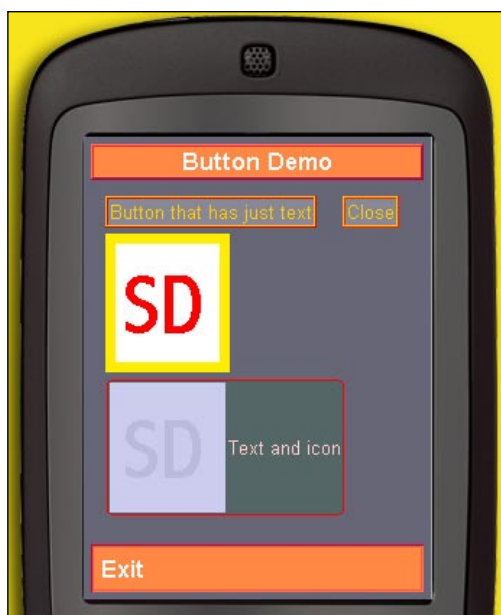 Button Demo
Button that has just text Close
SD
SD Text and icon
Exit